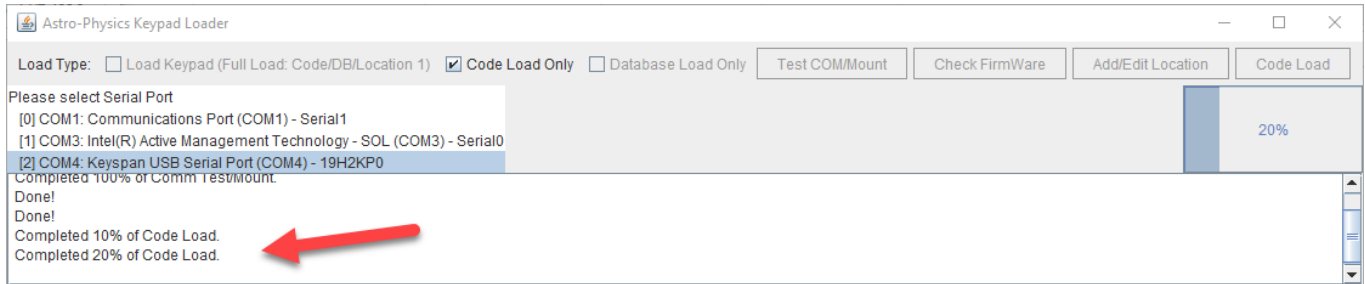 Astro-Physics Keypad Loader
Load Type: Load Keypad (Full Load: Code/DB/Location 1) Code Load Only Database Load Only Test COM/Mount Check FirmWare Add/Edit Location Code Load
Please select Serial Port
[0] COM1: Communications Port (COM1) - Serial1
[1] COM3: Intel(R) Active Management Technology - SOL (COM3) - Serial0
20%
[2] COM4: Keyspan USB Serial Port (COM4) - 19H2KP0
Completed 100% of Comm Test/Mount.
Done!
Done!
Completed 10% of Code Load.
Completed 20% of Code Load.